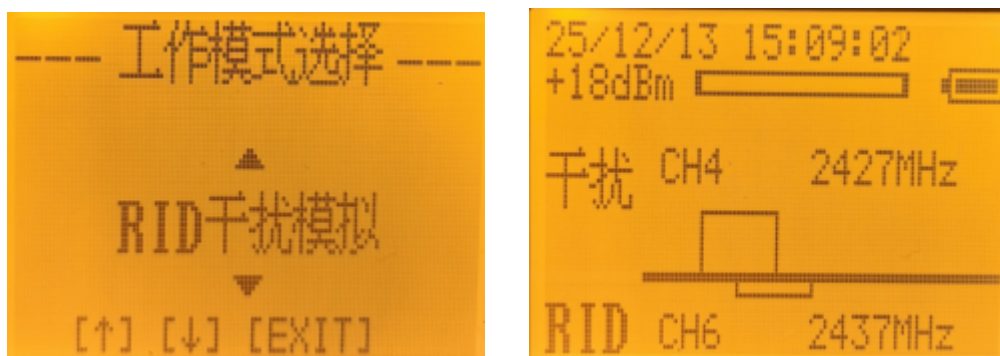 ---- 工作模式选择 ----
RID干扰模拟
[↑] [↓] [EXIT]
25/12/13 15:09:02
+18dBm
干扰 CH4 2427MHz
RID CH6 2437MHz